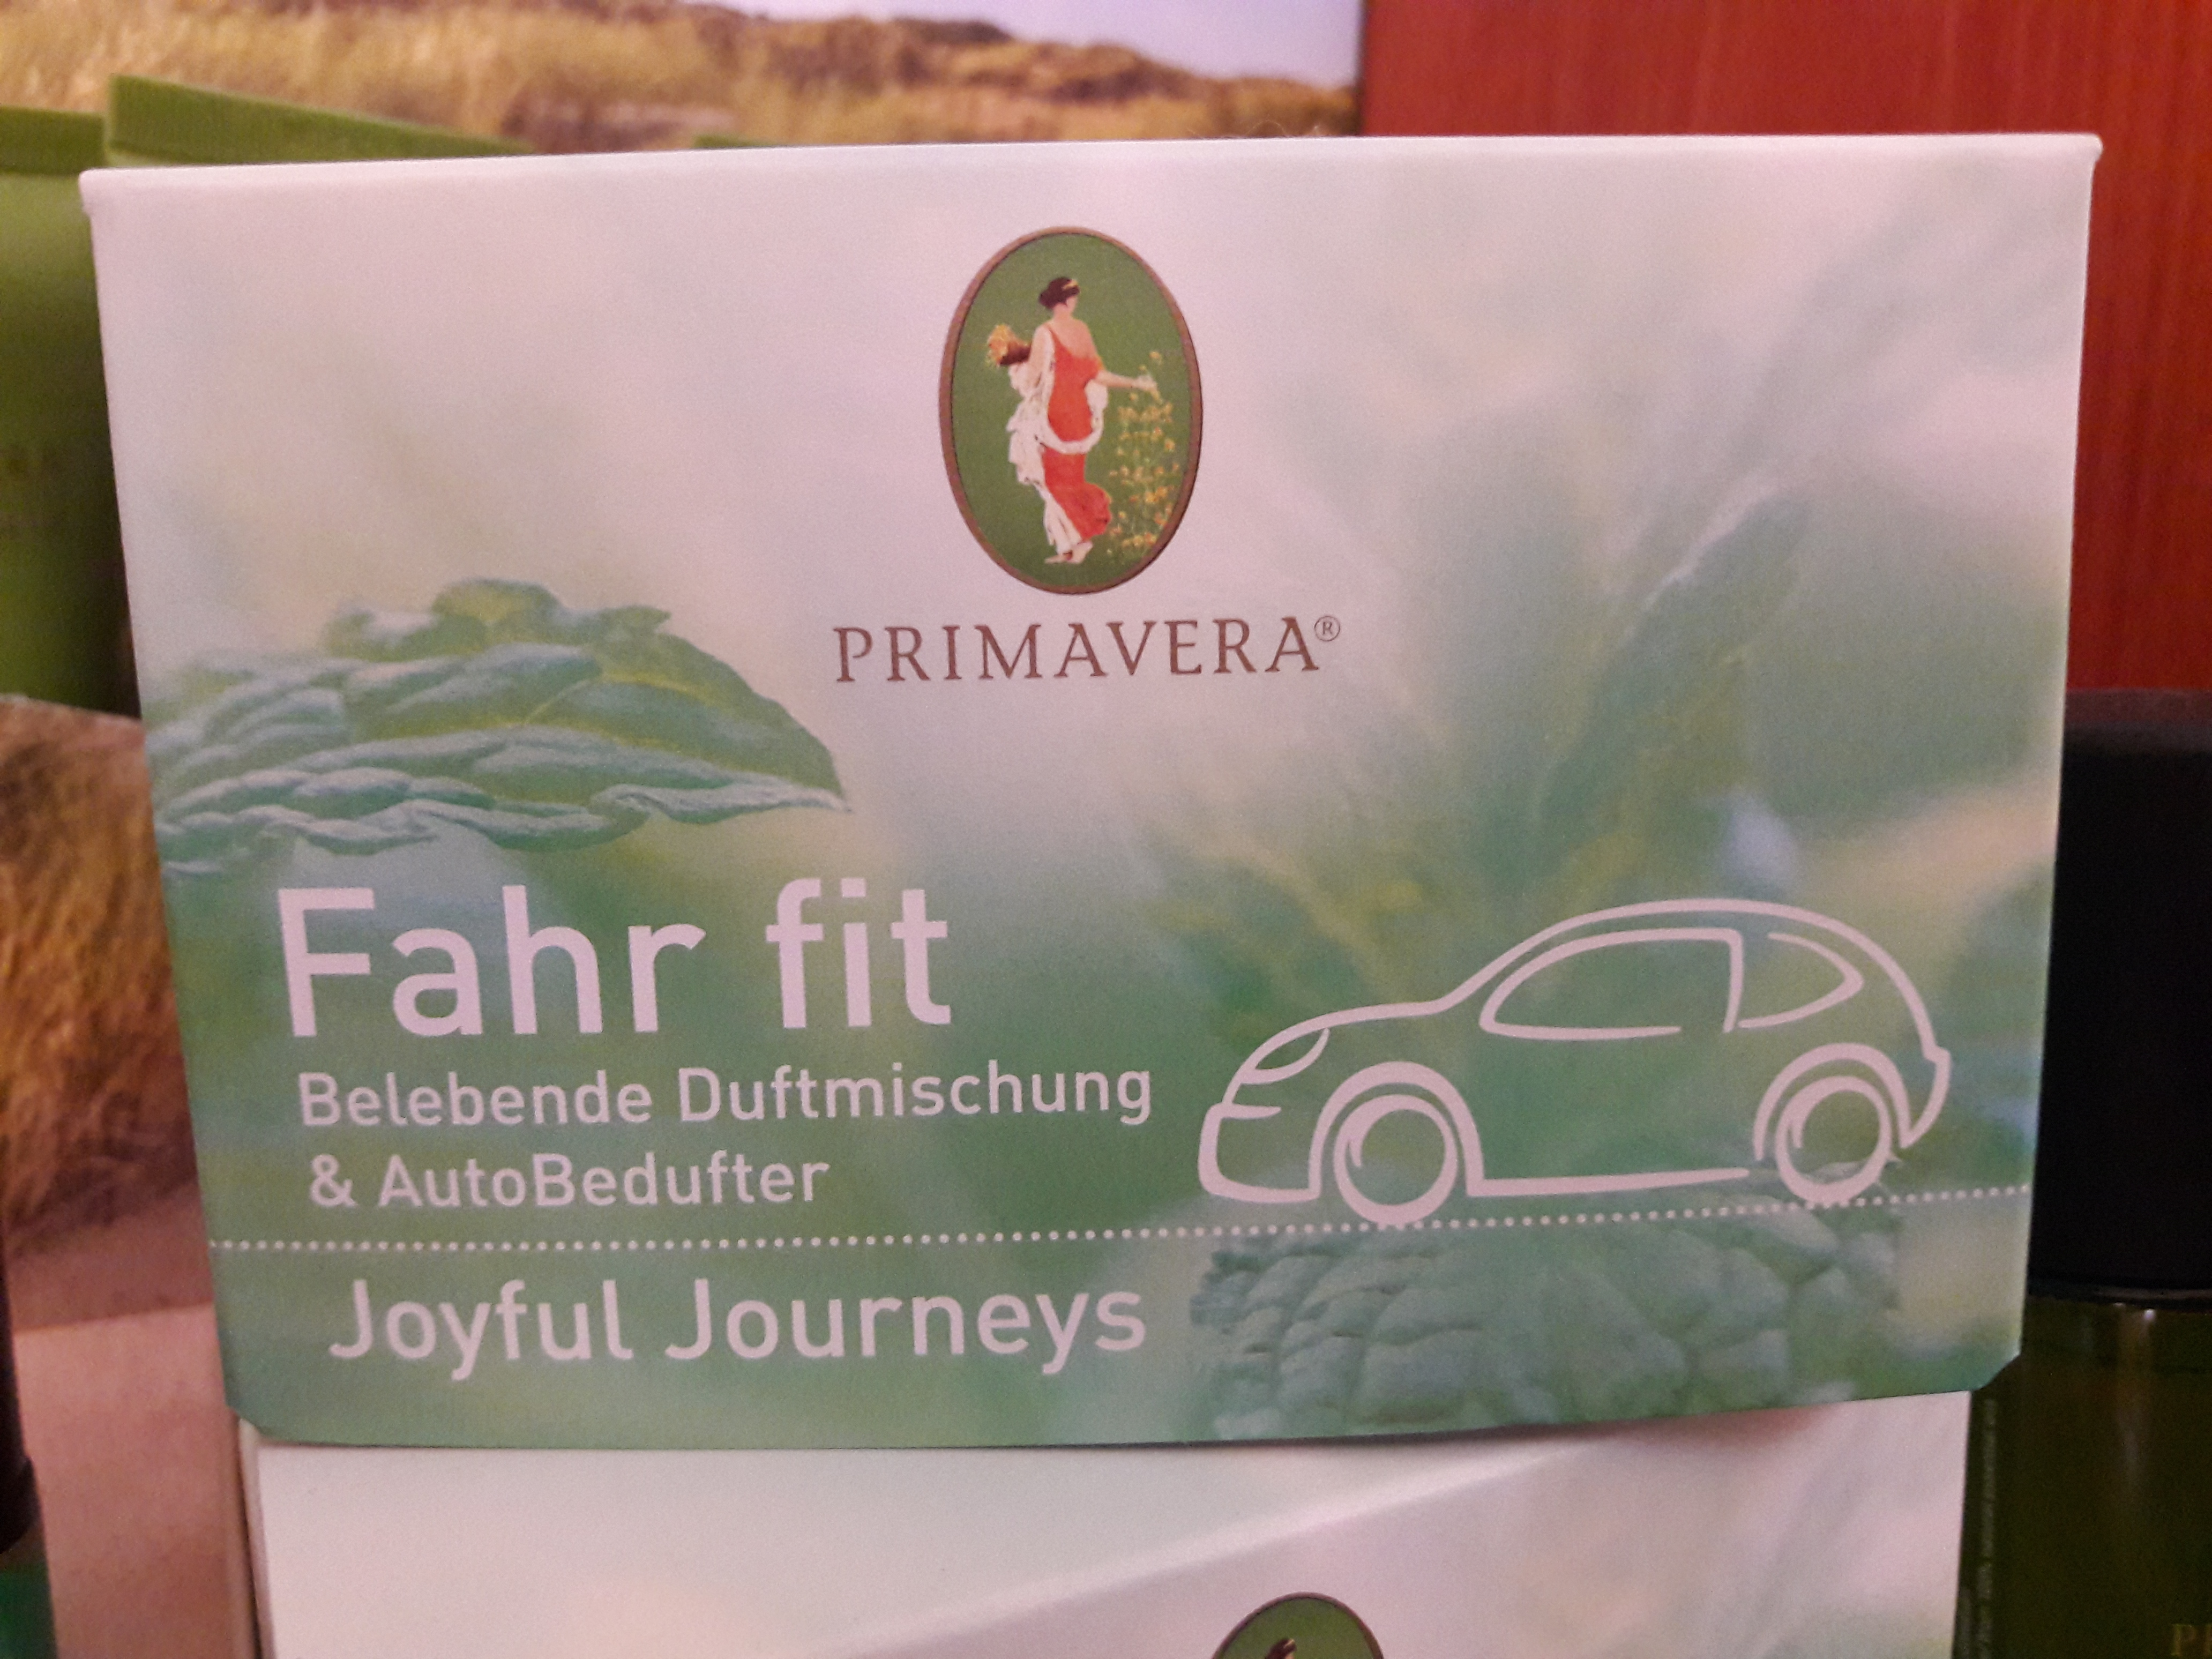 PRIMAVERA®
Fahr fit
Belebende Duftmischung
& AutoBedufter
Joyful Journeys